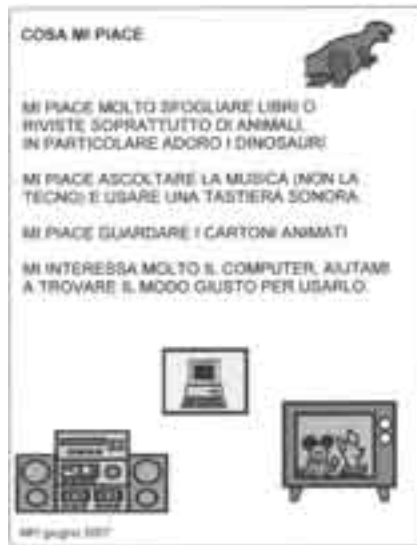 COSA MI PIACE
MI PIACE MOLTO SFOGLIARE LIBRI O
RIVISTE SOPRATTUTTO DI ANIMALI,
IN PARTICOLARE ADORO I DINOSAURI
MI PIACE ASCOLTARE LA MUSICA (NON LA
TECNO) E USARE UNA TASTIERA SONORA.
MI PIACE GUARDARE I CARTONI ANIMATI
MI INTERESSA MOLTO IL COMPUTER, AIUTAMI
A TROVARE IL MODO GIUSTO PER USARLO.
giugno 2007